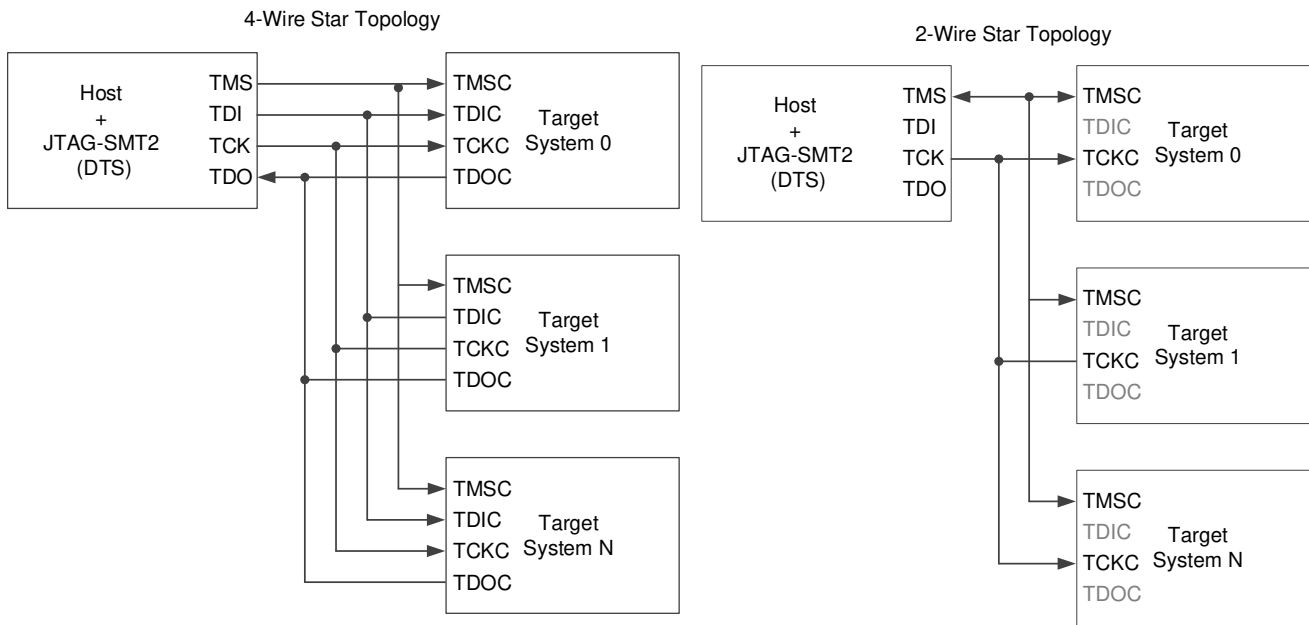 4-Wire Star Topology
Host
+
JTAG-SMT2
(DTS)
TMS
TDI
TCK
TDO
TMSC
TDIC
TCKC
TDOC
Target
System 0
TMSC
TDIC
TCKC
TDOC
Target
System 1
TMSC
TDIC
TCKC
TDOC
Target
System N
2-Wire Star Topology
Host
+
JTAG-SMT2
(DTS)
TMS
TDI
TCK
TDO
TMSC
TDIC
TCKC
TDOC
Target
System 0
TMSC
TDIC
TCKC
TDOC
Target
System 1
TMSC
TDIC
TCKC
TDOC
Target
System N